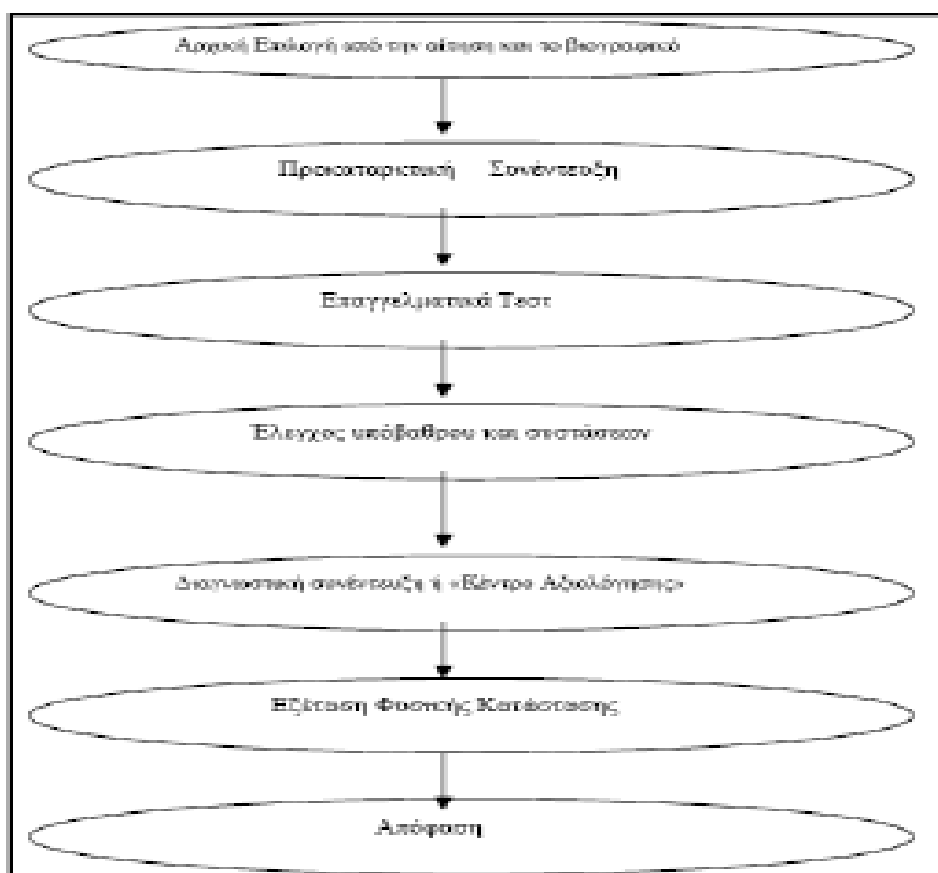 Αρχική Επιλογή από την αίτηση και το βιογραφικό
Προκαταρκτική Συνέντευξη
Επαγγελματικά Τεστ
Έλεγχος υπόβαθρου και συστάσεων
Διαγνωστική συνέντευξη ή «Κέντρο Αξιολόγησης»
Εξέταση Φυσικής Κατάστασης
Απόφαση